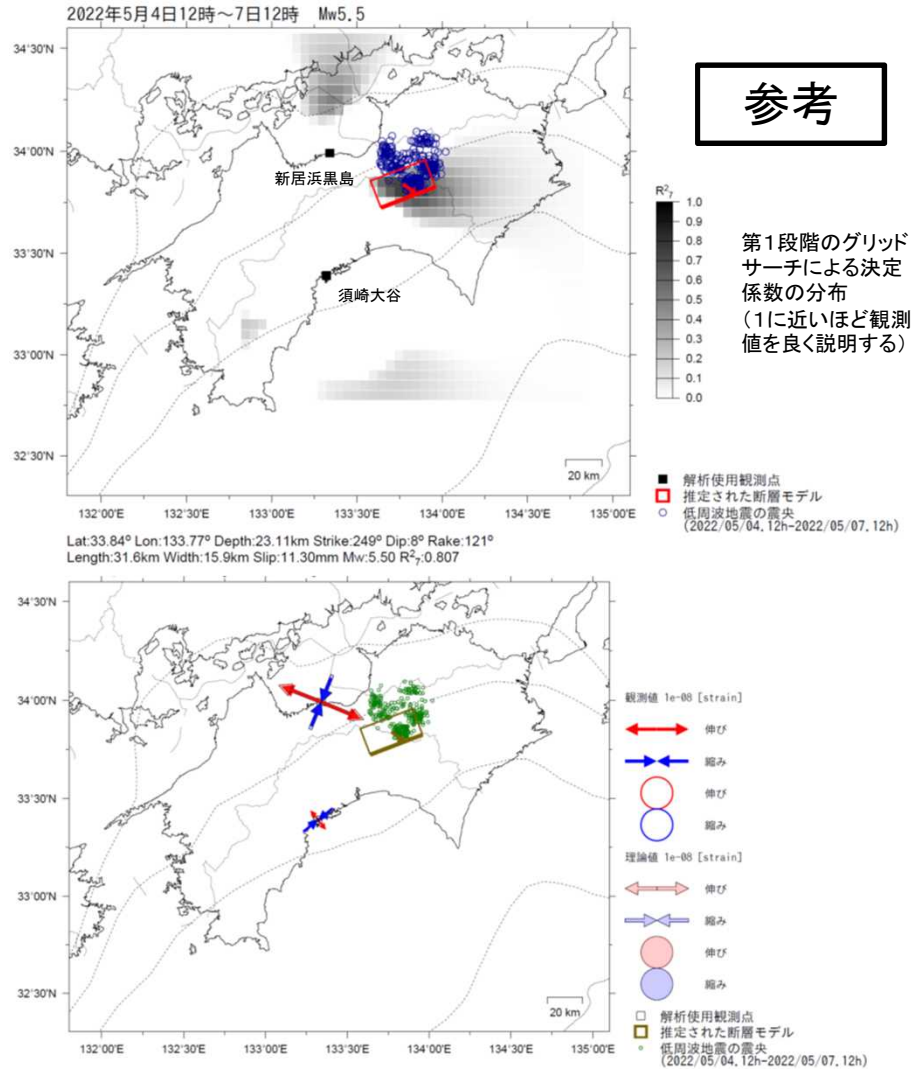 2022年5月4日12時～7日12時 Mw5.5
参考
34°30'N
34°00'N
33°30'N
33°00'N
32°30'N
新居浜黒島
須崎大谷
20 km
132°00'E
132°30'E
133°00'E
133°30'E
134°00'E
134°30'E
135°00'E
R²₇
1.0
0.9
0.8
0.7
0.6
0.5
0.4
0.3
0.2
0.1
0.0
第1段階のグリッド
サーチによる決定
係数の分布
（1に近いほど観測
値を良く説明する）
解析使用観測点
推定された断層モデル
低周波地震の震央
(2022/05/04.12h-2022/05/07.12h)
Lat:33.84° Lon:133.77° Depth:23.11km Strike:249° Dip:8° Rake:121°
Length:31.6km Width:15.9km Slip:11.30mm Mw:5.50 R²₇:0.807
34°30'N
34°00'N
33°30'N
33°00'N
32°30'N
20 km
132°00'E
132°30'E
133°00'E
133°30'E
134°00'E
134°30'E
135°00'E
観測値 1e-08 [strain]
伸び
縮み
伸び
縮み
理論値 1e-08 [strain]
伸び
縮み
伸び
縮み
解析使用観測点
推定された断層モデル
低周波地震の震央
(2022/05/04.12h-2022/05/07.12h)